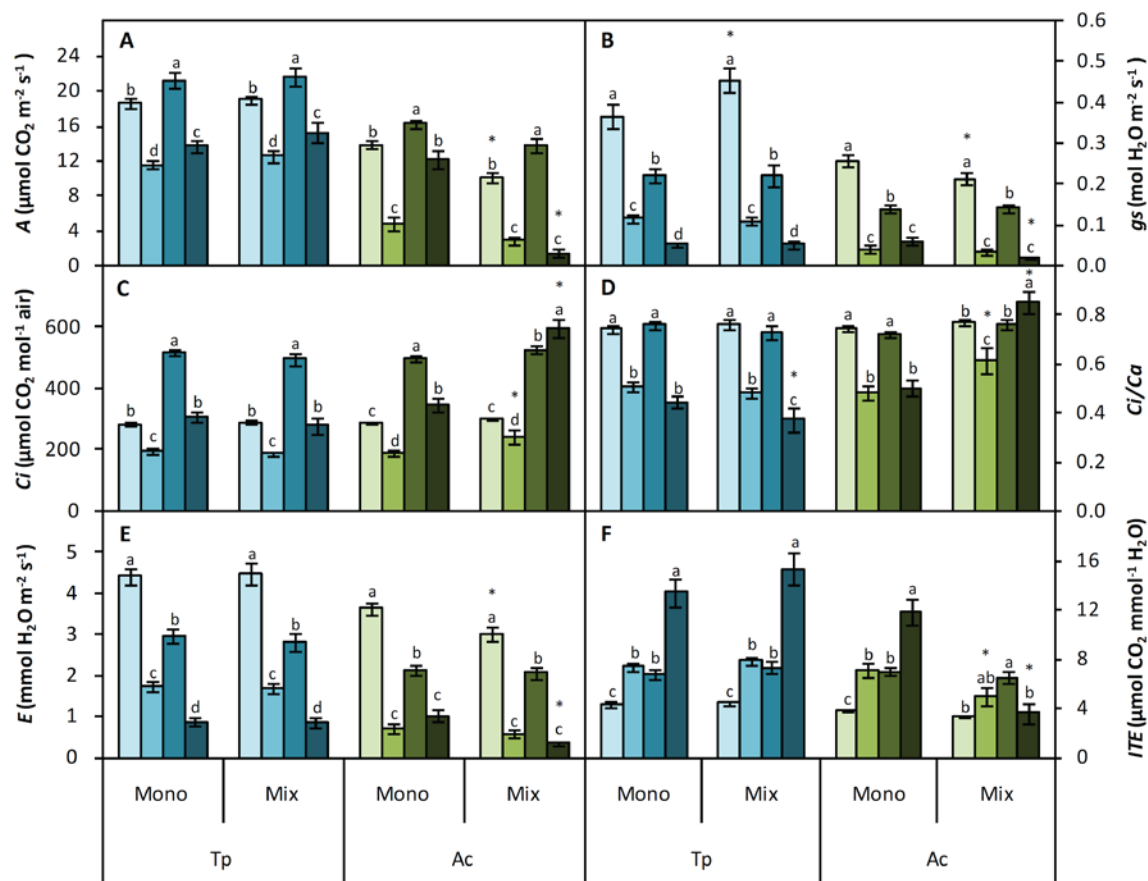 A
A (µmol CO₂ m⁻² s⁻¹)
24
20
16
12
8
4
0
b d a c b d a c b c a b * b c a * c
B
gs (mol H₂O m⁻² s⁻¹)
0.6
0.5
0.4
0.3
0.2
0.1
0.0
a c b d * a c b d a c b c * a c b * c
C
Ci (µmol CO₂ mol⁻¹ air)
600
400
200
0
b c a b b c a b c d a b c * d b * a
D
Ci/Ca
0.8
0.6
0.4
0.2
0.0
a b a b a b a * c a b a b b * c b * a
E
E (mmol H₂O m⁻² s⁻¹)
5
4
3
2
1
0
a c b d a c b d a c b c * a c b * c
F
ITE (µmol CO₂ mmol⁻¹ H₂O)
16
12
8
4
0
c b b a c b b a c b b a b * ab a * b
Mono Mix Mono Mix Mono Mix Mono Mix
Tp Ac Tp Ac